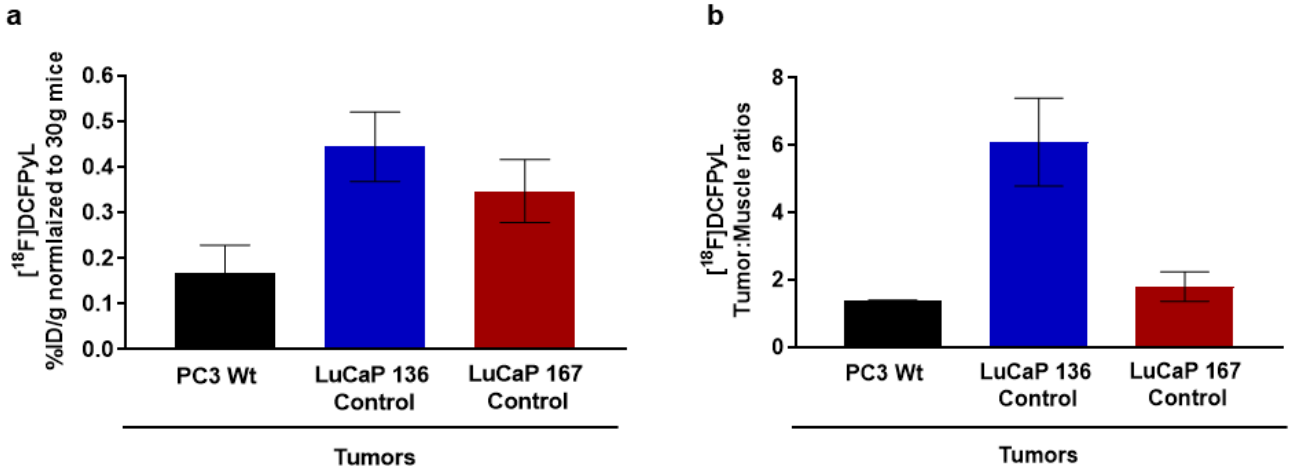 a
[18F]DCFPyL
%ID/g normlaized to 30g mice
0.6
0.5
0.4
0.3
0.2
0.1
0.0
PC3 Wt
LuCaP 136
Control
LuCaP 167
Control
Tumors
b
[18F]DCFPyL
Tumor:Muscle ratios
8
6
4
2
0
PC3 Wt
LuCaP 136
Control
LuCaP 167
Control
Tumors